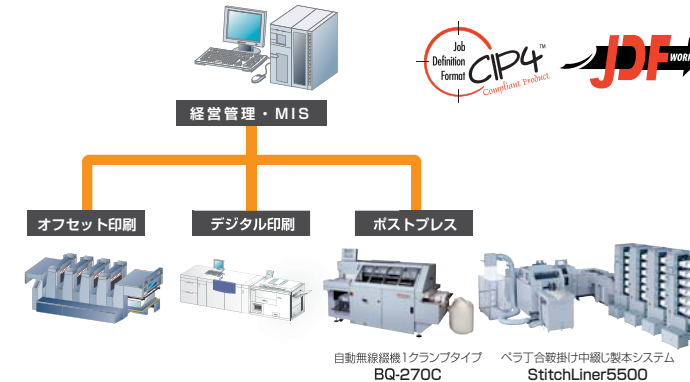 Job
Definition
Format
CIP4™
Compliant Product
JDF WORK
経営管理・MIS
オフセット印刷
デジタル印刷
ポストプレス
自動無線綴機1クランプタイプ
BQ-270C
ペラ丁合鞍掛け中綴じ製本システム
StitchLiner5500